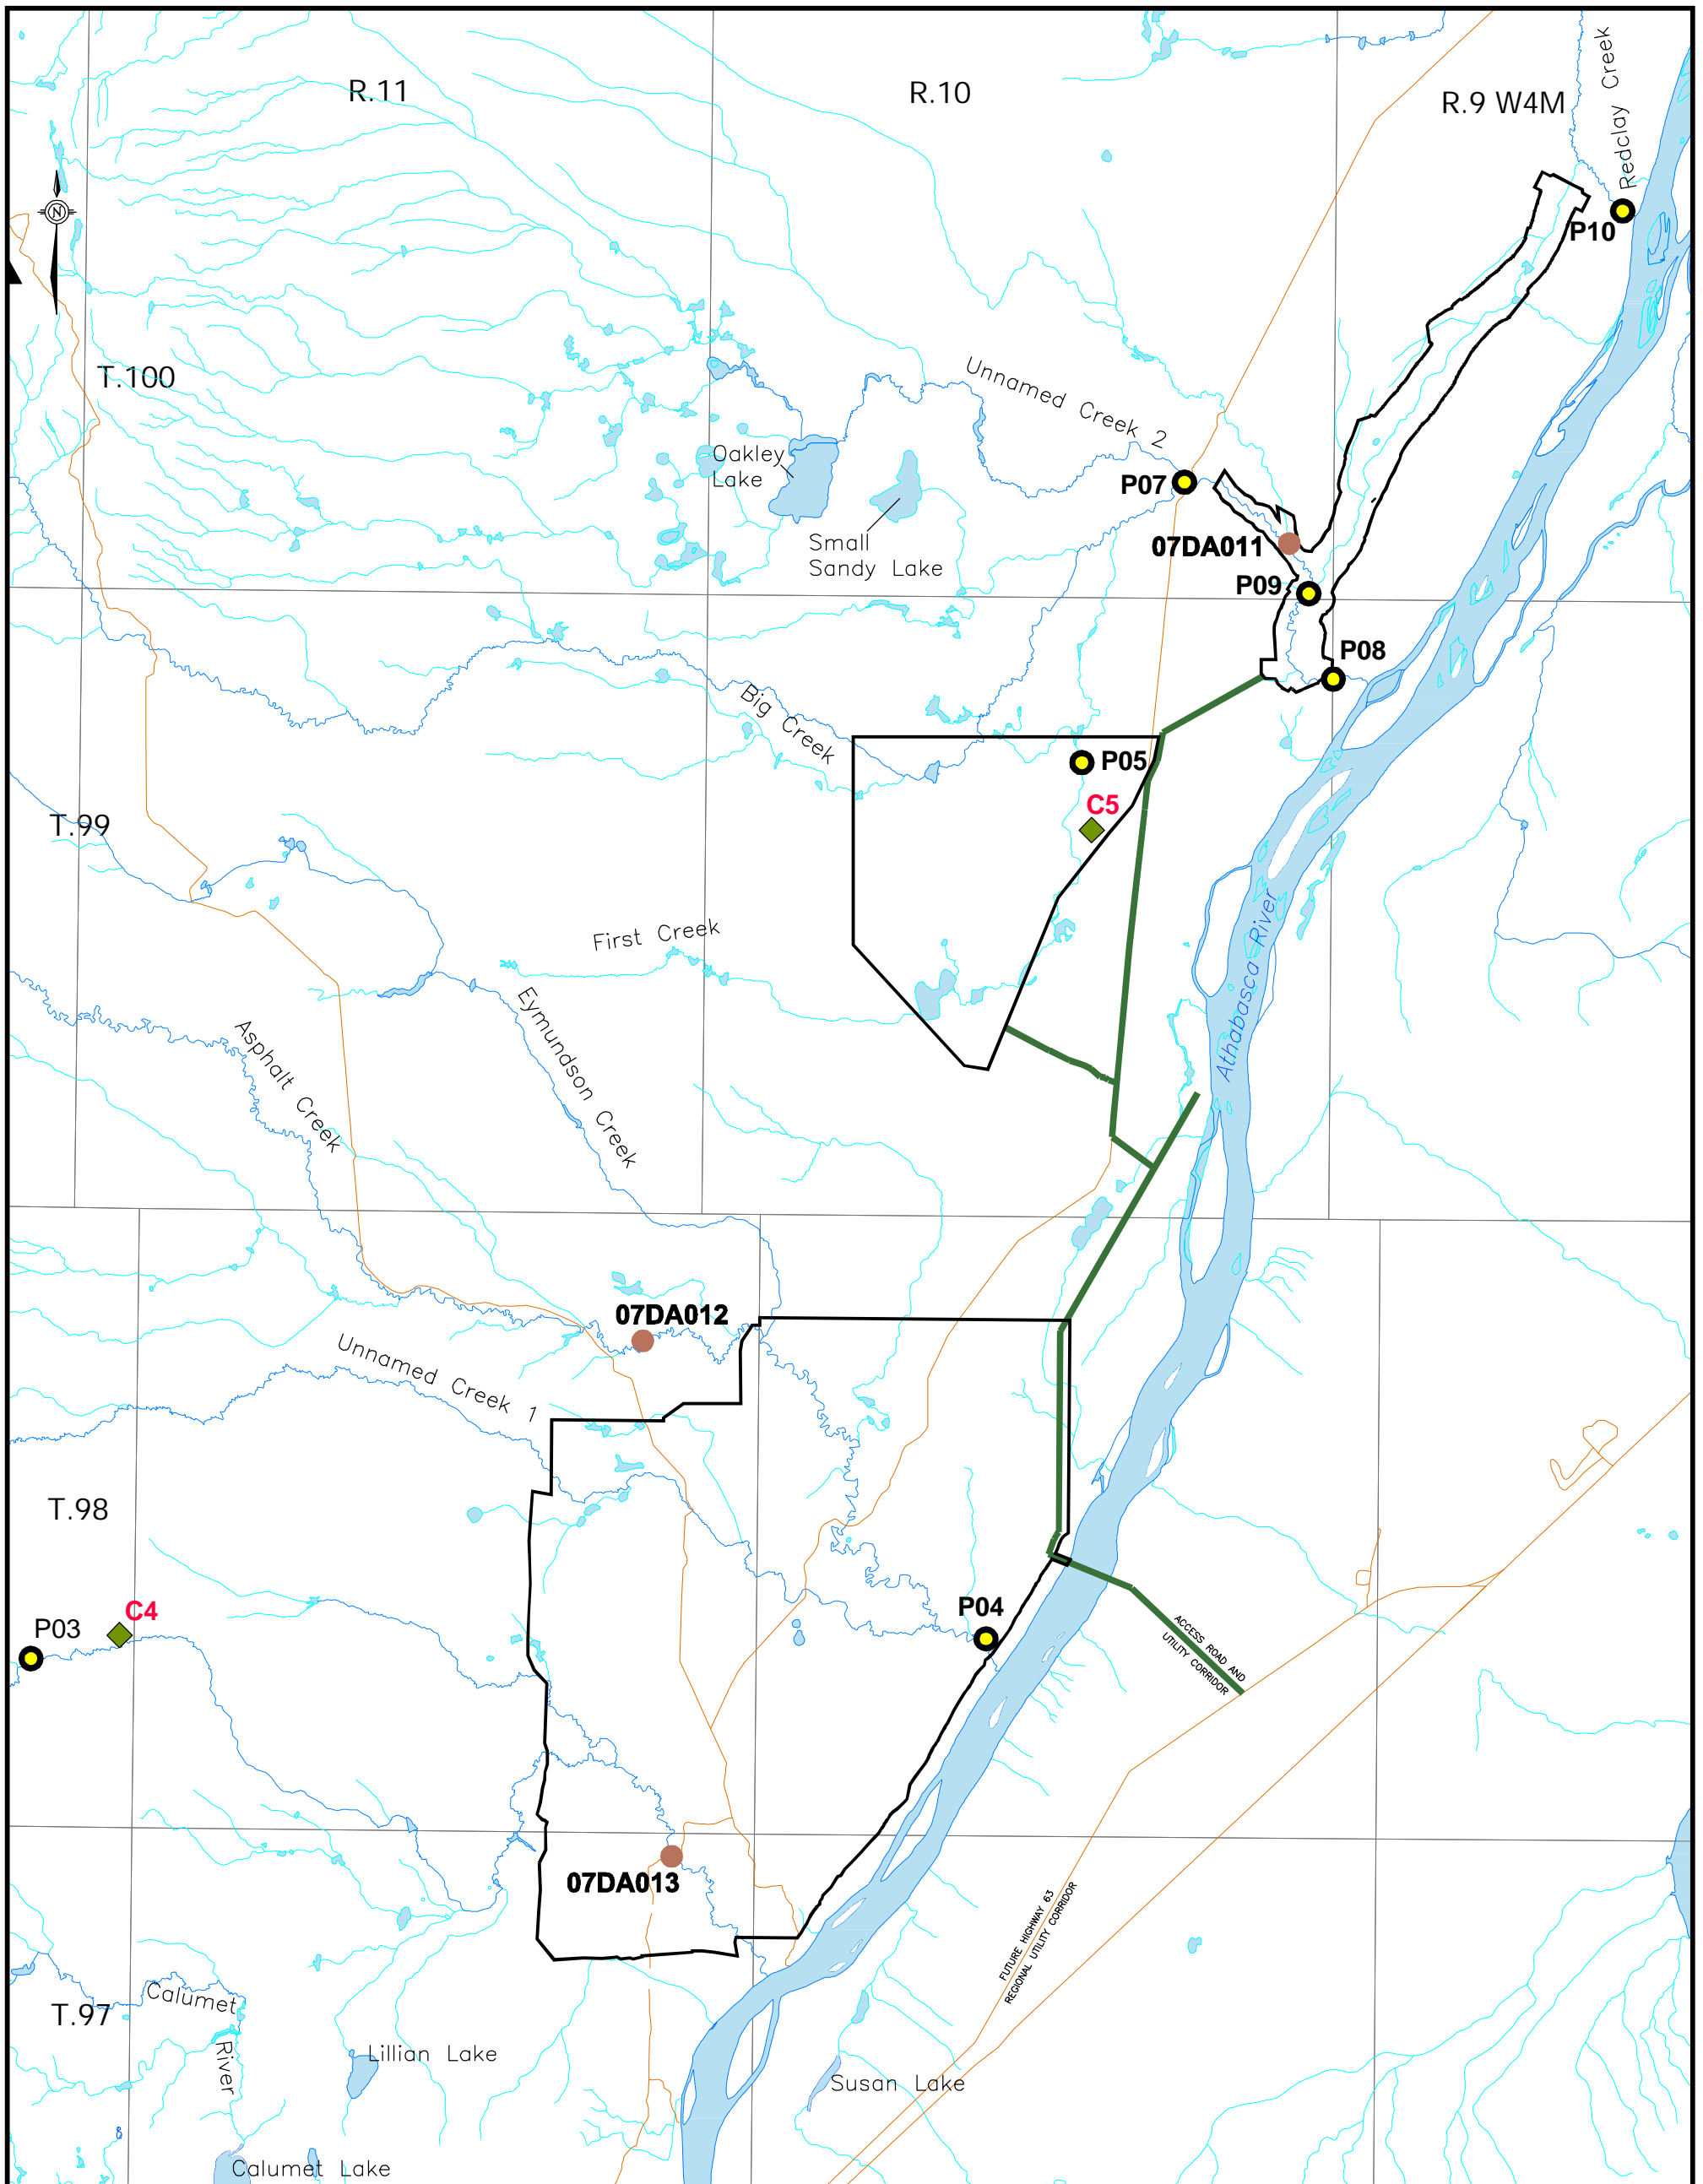 R.11
R.10
R.9 W4M
Redclay Creek
P10
N
T.100
Unnamed Creek 2
Oakley
Lake
P07
Small
Sandy Lake
07DA011
P09
P08
Big Creek
P05
C5
T.99
Athabasca River
First Creek
Eymundson Creek
Asphalt Creek
07DA012
Unnamed Creek 1
T.98
P03
C4
P04
ACCESS ROAD AND
UTILITY CORRIDOR
07DA013
FUTURE HIGHWAY 63
REGIONAL UTILITY CORRIDOR
Calumet
River
T.97
Lillian Lake
Susan Lake
Calumet Lake